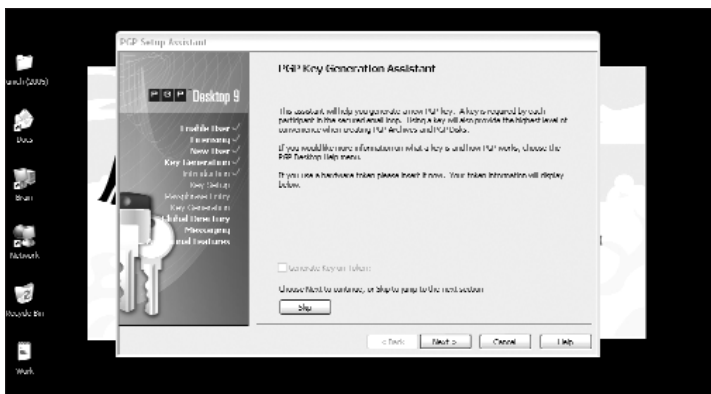 PGP Setup Assistant
(2005)
Docs
Brain
Network
Recycle Bin
Work
PGP Desktop 9
Enable User
Licensing
New User
Key Generation
Introduction
Key Setup
Passphrase Entry
Key Generation
Global Directory
Messaging
Features
PGP Key Generation Assistant
This assistant will help you generate a new PGP key. A key is required by each
participant in the secured email loop. Using a key will also provide the highest level of
convenience when creating PGP Archives and PGP Disks.
If you would like more information on what a key is and how PGP works, choose the
PGP Desktop Help menu.
If you use a hardware token please insert it now. Your token information will display
below.
Generate Key on Token:
Choose Next to continue, or Skip to jump to the next section
Skip
< Back
Next >
Cancel
Help